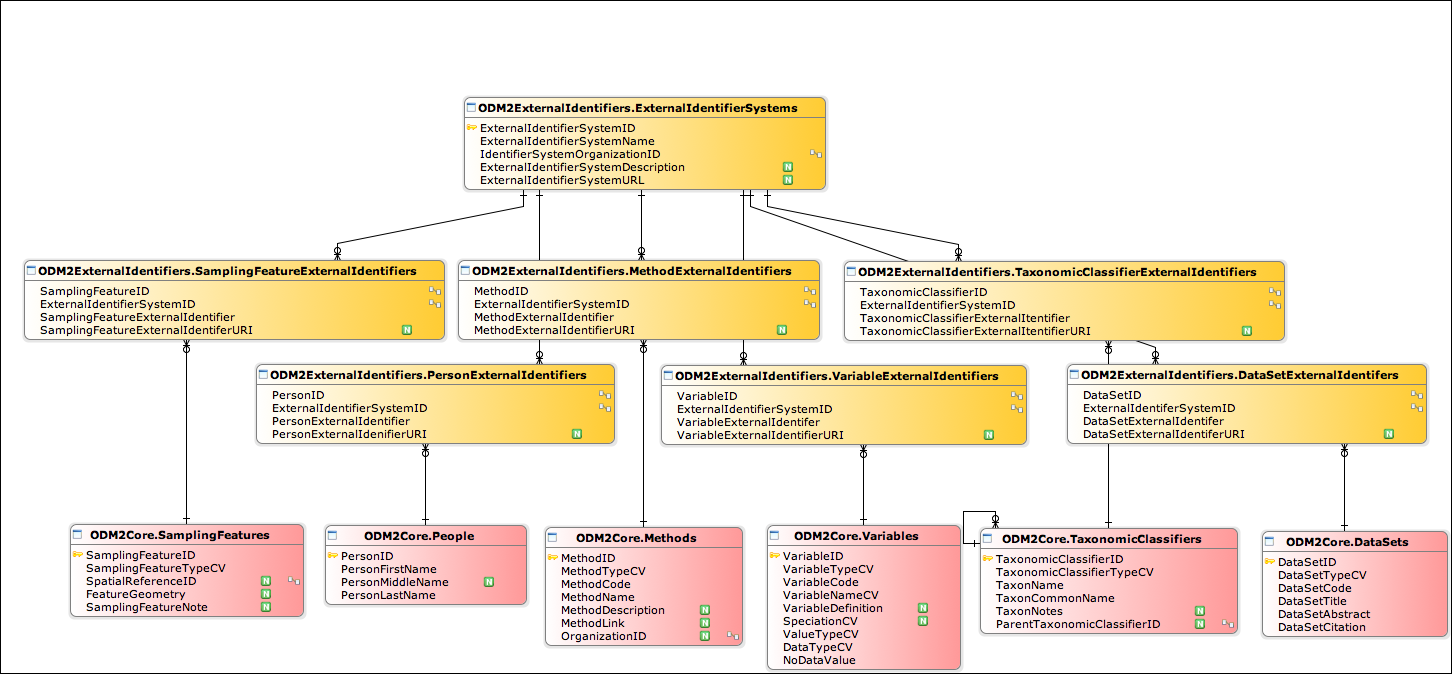 ODM2ExternalIdentifiers.ExternalIdentifierSystems
ExternalIdentifierSystemID
ExternalIdentifierSystemName
IdentifierSystemOrganizationID
ExternalIdentifierSystemDescription N
ExternalIdentifierSystemURL N
ODM2ExternalIdentifiers.SamplingFeatureExternalIdentifiers
SamplingFeatureID
ExternalIdentifierSystemID
SamplingFeatureExternalIdentifier
SamplingFeatureExternalIdentiferURI N
ODM2ExternalIdentifiers.MethodExternalIdentifiers
MethodID
ExternalIdentifierSystemID
MethodExternalIdentifier
MethodExternalIdentifierURI N
ODM2ExternalIdentifiers.TaxonomicClassifierExternalIdentifiers
TaxonomicClassifierID
ExternalIdentifierSystemID
TaxonomicClassifierExternalItentifier
TaxonomicClassifierExternalItentifierURI N
ODM2ExternalIdentifiers.PersonExternalIdentifiers
PersonID
ExternalIdentifierSystemID
PersonExternalIdentifier
PersonExternalIdenifierURI N
ODM2ExternalIdentifiers.VariableExternalIdentifiers
VariableID
ExternalIdentifierSystemID
VariableExternalIdentifer
VariableExternalIdentifierURI N
ODM2ExternalIdentifiers.DataSetExternalIdentifers
DataSetID
ExternalIdentiferSystemID
DataSetExternalIdentifer
DataSetExternalIdentiferURI N
ODM2Core.SamplingFeatures
SamplingFeatureID
SamplingFeatureTypeCV
SpatialReferenceID N
FeatureGeometry N
SamplingFeatureNote N
ODM2Core.People
PersonID
PersonFirstName
PersonMiddleName N
PersonLastName
ODM2Core.Methods
MethodID
MethodTypeCV
MethodCode
MethodName
MethodDescription N
MethodLink N
OrganizationID N
ODM2Core.Variables
VariableID
VariableTypeCV
VariableCode
VariableNameCV
VariableDefinition N
SpeciationCV N
ValueTypeCV
DataTypeCV
NoDataValue
ODM2Core.TaxonomicClassifiers
TaxonomicClassifierID
TaxonomicClassifierTypeCV
TaxonName
TaxonCommonName
TaxonNotes N
ParentTaxonomicClassifierID N
ODM2Core.DataSets
DataSetID
DataSetTypeCV
DataSetCode
DataSetTitle
DataSetAbstract
DataSetCitation